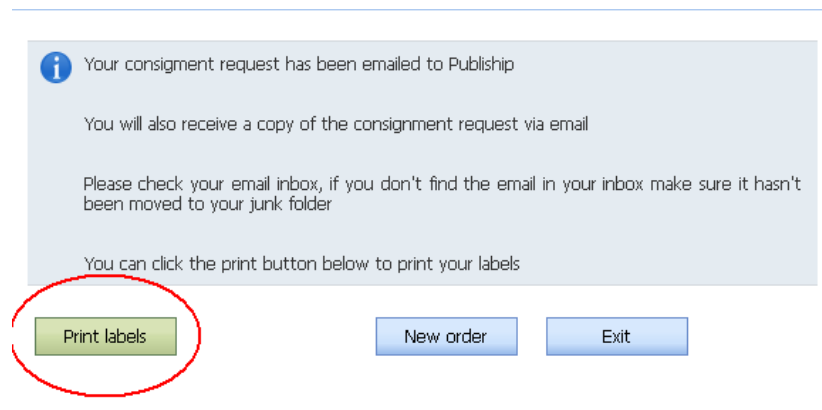 Your consigment request has been emailed to Publiship
You will also receive a copy of the consignment request via email
Please check your email inbox, if you don't find the email in your inbox make sure it hasn't
been moved to your junk folder
You can click the print button below to print your labels
Print labels
New order
Exit